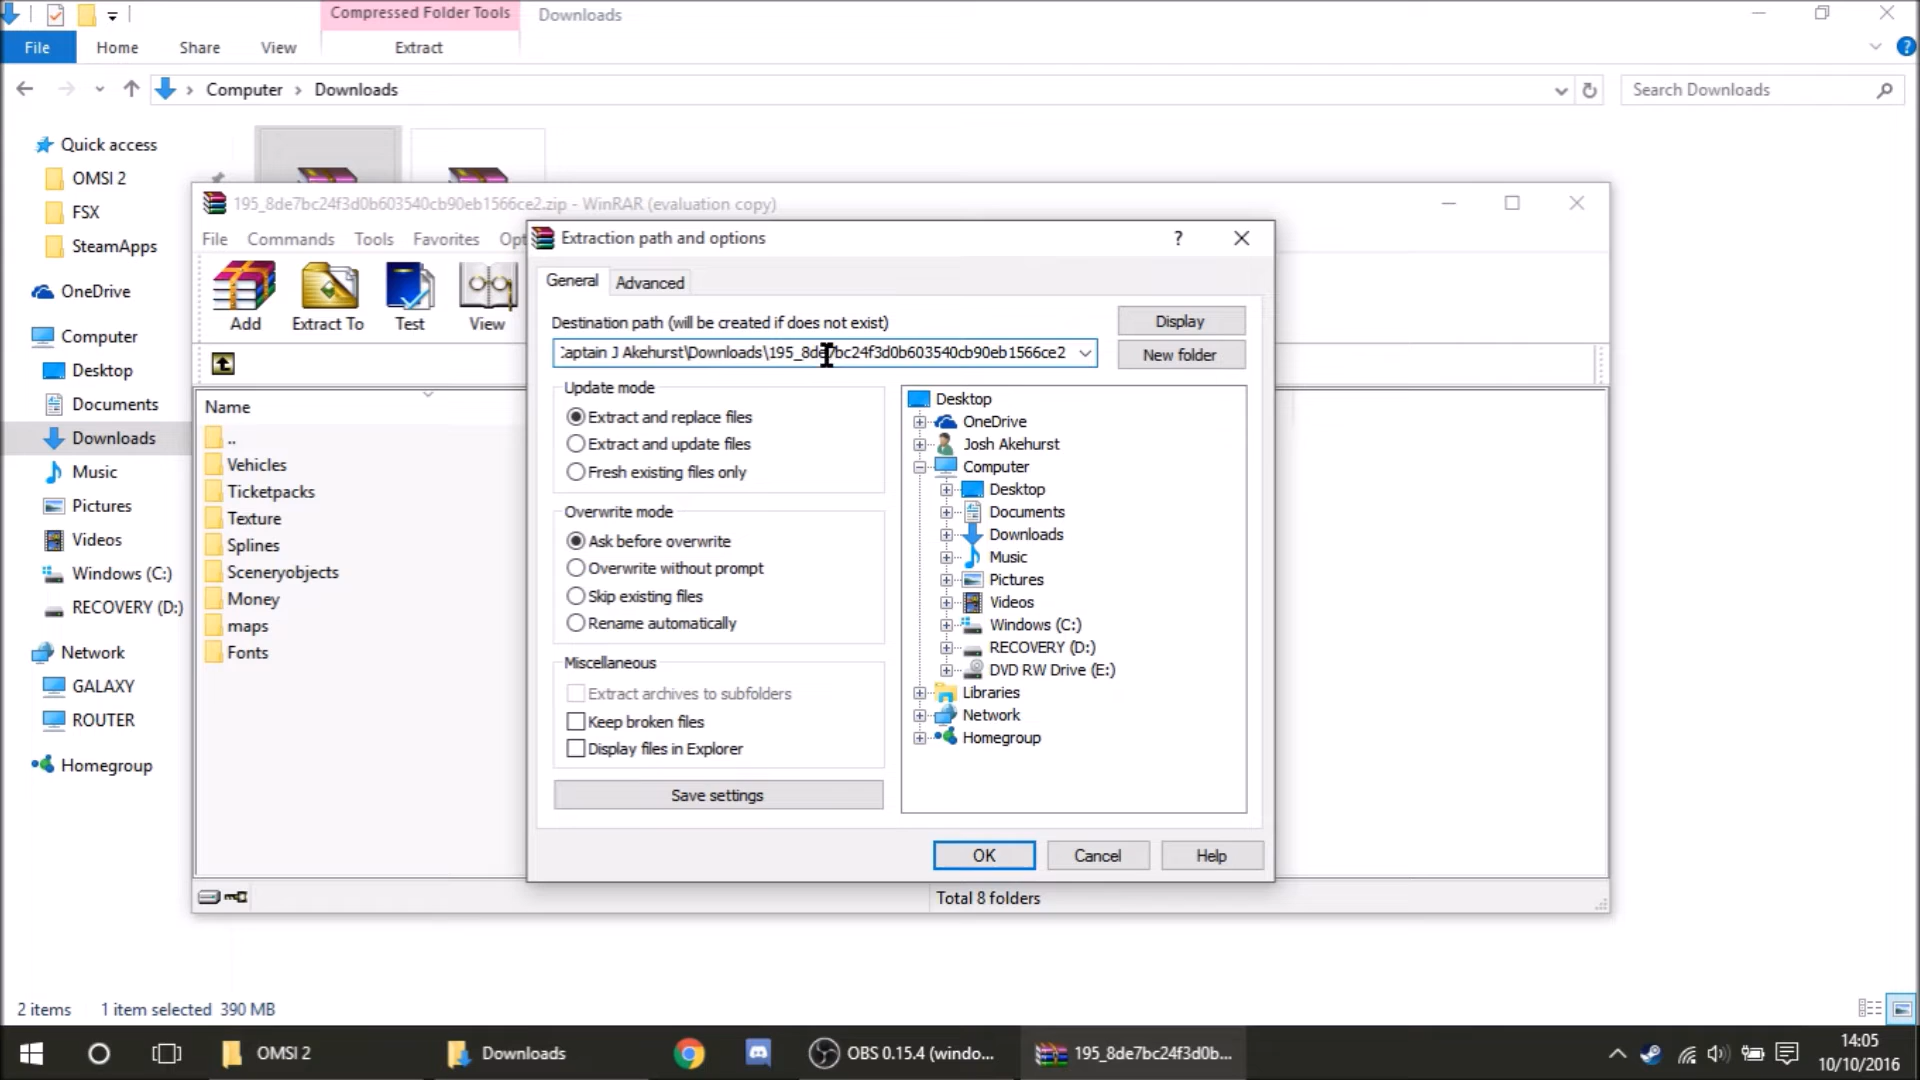 Compressed Folder Tools
Downloads
File
Home
Share
View
Extract
Computer
Downloads
Search Downloads
Quick access
OMSI 2
FSX
SteamApps
OneDrive
Computer
Desktop
Documents
Downloads
Music
Pictures
Videos
Windows (C:)
RECOVERY (D:)
Network
GALAXY
ROUTER
Homegroup
195_8de7bc24f3d0b603540cb90eb1566ce2.zip - WinRAR (evaluation copy)
File
Commands
Tools
Favorites
Opt
Add
Extract To
Test
View
Name
..
Vehicles
Ticketpacks
Texture
Splines
Sceneryobjects
Money
maps
Fonts
Total 8 folders
Extraction path and options
?
General
Advanced
Destination path (will be created if does not exist)
Captain J Akehurst\Downloads\195_8de7bc24f3d0b603540cb90eb1566ce2
Display
New folder
Update mode
Extract and replace files
Extract and update files
Fresh existing files only
Overwrite mode
Ask before overwrite
Overwrite without prompt
Skip existing files
Rename automatically
Miscellaneous
Extract archives to subfolders
Keep broken files
Display files in Explorer
Save settings
Desktop
OneDrive
Josh Akehurst
Computer
Desktop
Documents
Downloads
Music
Pictures
Videos
Windows (C:)
RECOVERY (D:)
DVD RW Drive (E:)
Libraries
Network
Homegroup
OK
Cancel
Help
2 items
1 item selected 390 MB
OMSI 2
Downloads
OBS 0.15.4 (windo...
195_8de7bc24f3d0b...
14:05
10/10/2016